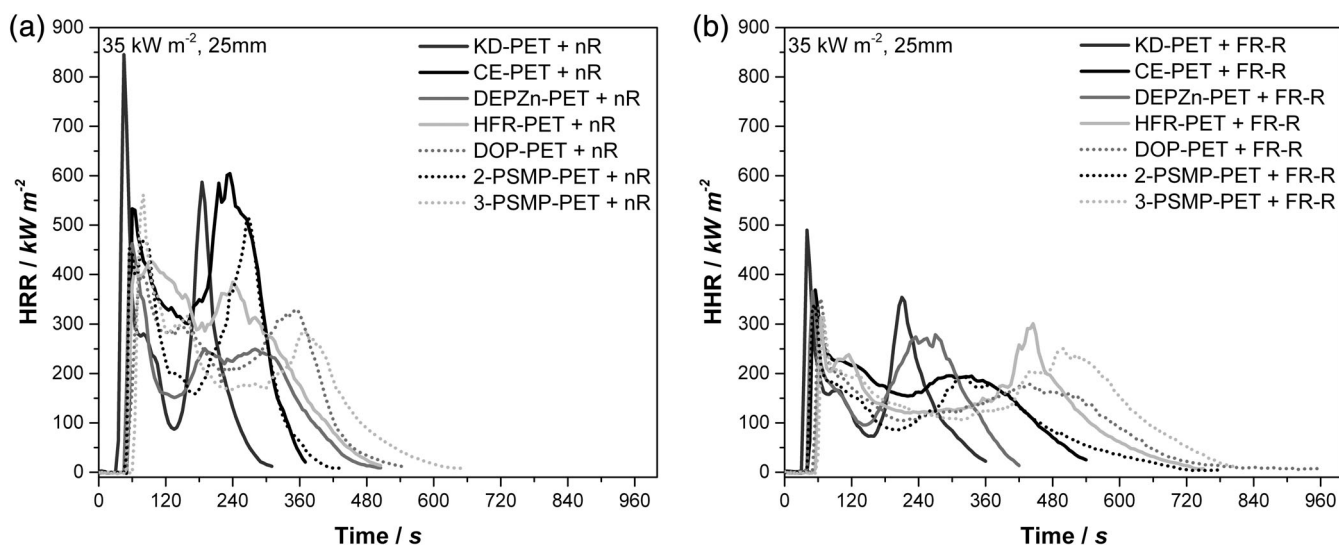 (a)
35 kW m-2, 25mm
KD-PET + nR
CE-PET + nR
DEPZn-PET + nR
HFR-PET + nR
DOP-PET + nR
2-PSMP-PET + nR
3-PSMP-PET + nR
HRR / kW m-2
900
800
700
600
500
400
300
200
100
0
0 120 240 360 480 600 720 840 960
Time / s
(b)
35 kW m-2, 25mm
KD-PET + FR-R
CE-PET + FR-R
DEPZn-PET + FR-R
HFR-PET + FR-R
DOP-PET + FR-R
2-PSMP-PET + FR-R
3-PSMP-PET + FR-R
HHR / kW m-2
900
800
700
600
500
400
300
200
100
0
0 120 240 360 480 600 720 840 960
Time / s